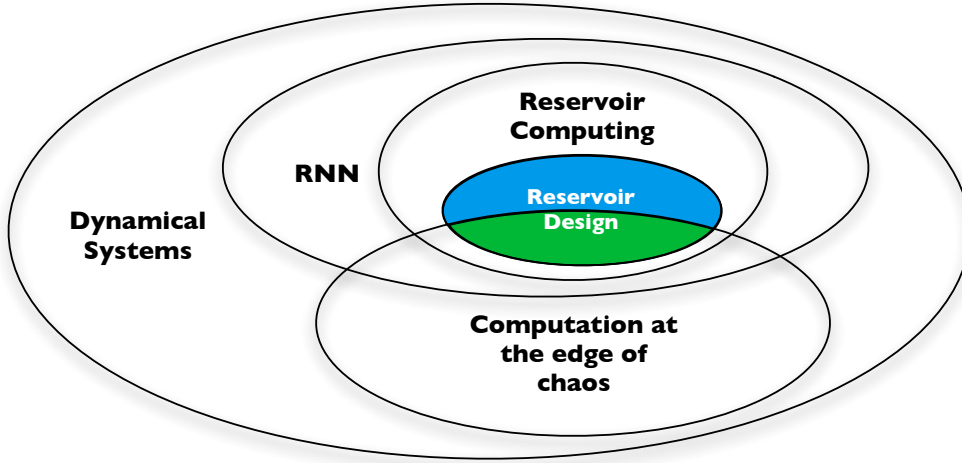 Reservoir
Computing
RNN
Reservoir
Design
Dynamical
Systems
Computation at
the edge of
chaos